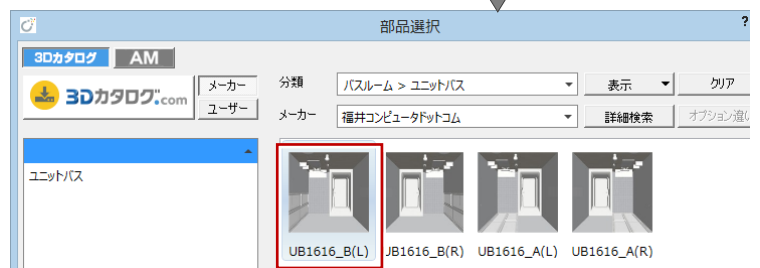 部品選択
?
3Dカタログ AM
3Dカタログ.com
メーカー
ユーザー
分類 バスルーム > ユニットバス 表示 クリア
メーカー 福井コンピュータドットコム 詳細検索 オプション違い
ユニットバス
UB1616_B(L) UB1616_B(R) UB1616_A(L) UB1616_A(R)